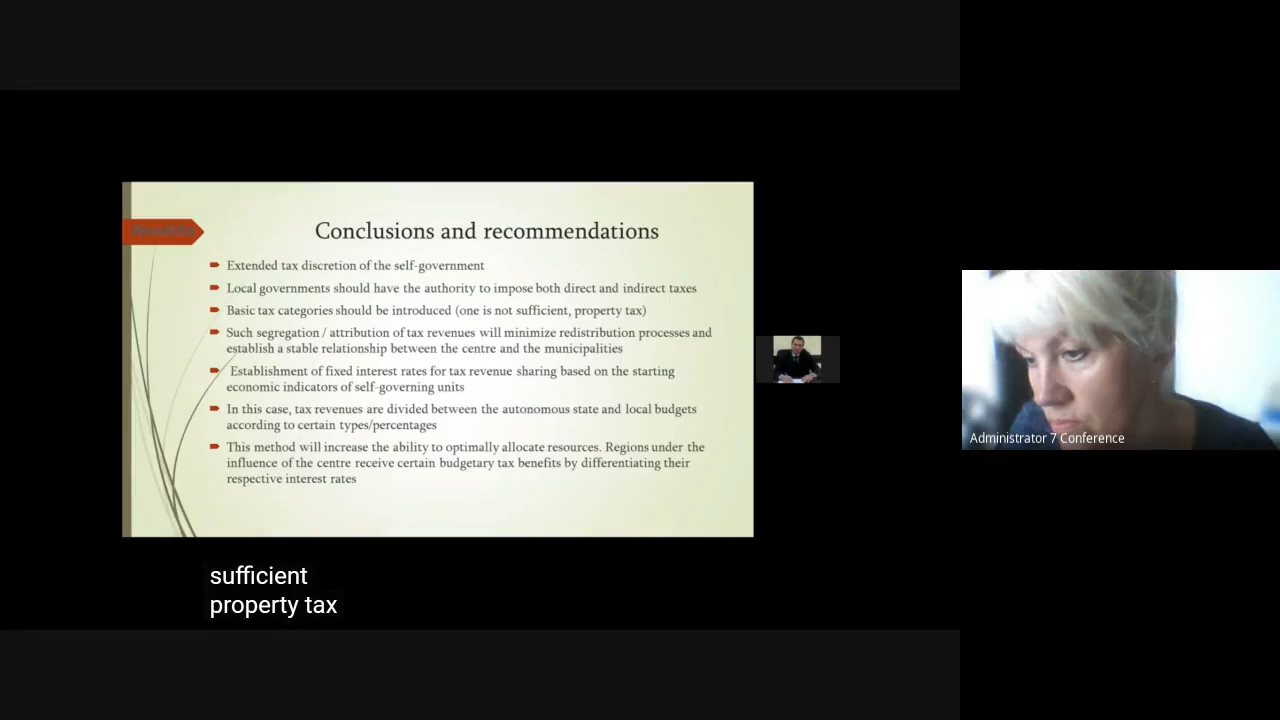 Conclusions and recommendations
Extended tax discretion of the self-government
Local governments should have the authority to impose both direct and indirect taxes
Basic tax categories should be introduced (one is not sufficient, property tax)
Such segregation / attribution of tax revenues will minimize redistribution processes and
establish a stable relationship between the centre and the municipalities
Establishment of fixed interest rates for tax revenue sharing based on the starting
economic indicators of self-governing units
In this case, tax revenues are divided between the autonomous state and local budgets
according to certain types/percentages
This method will increase the ability to optimally allocate resources. Regions under the
influence of the centre receive certain budgetary tax benefits by differentiating their
respective interest rates
sufficient
property tax
Administrator 7 Conference